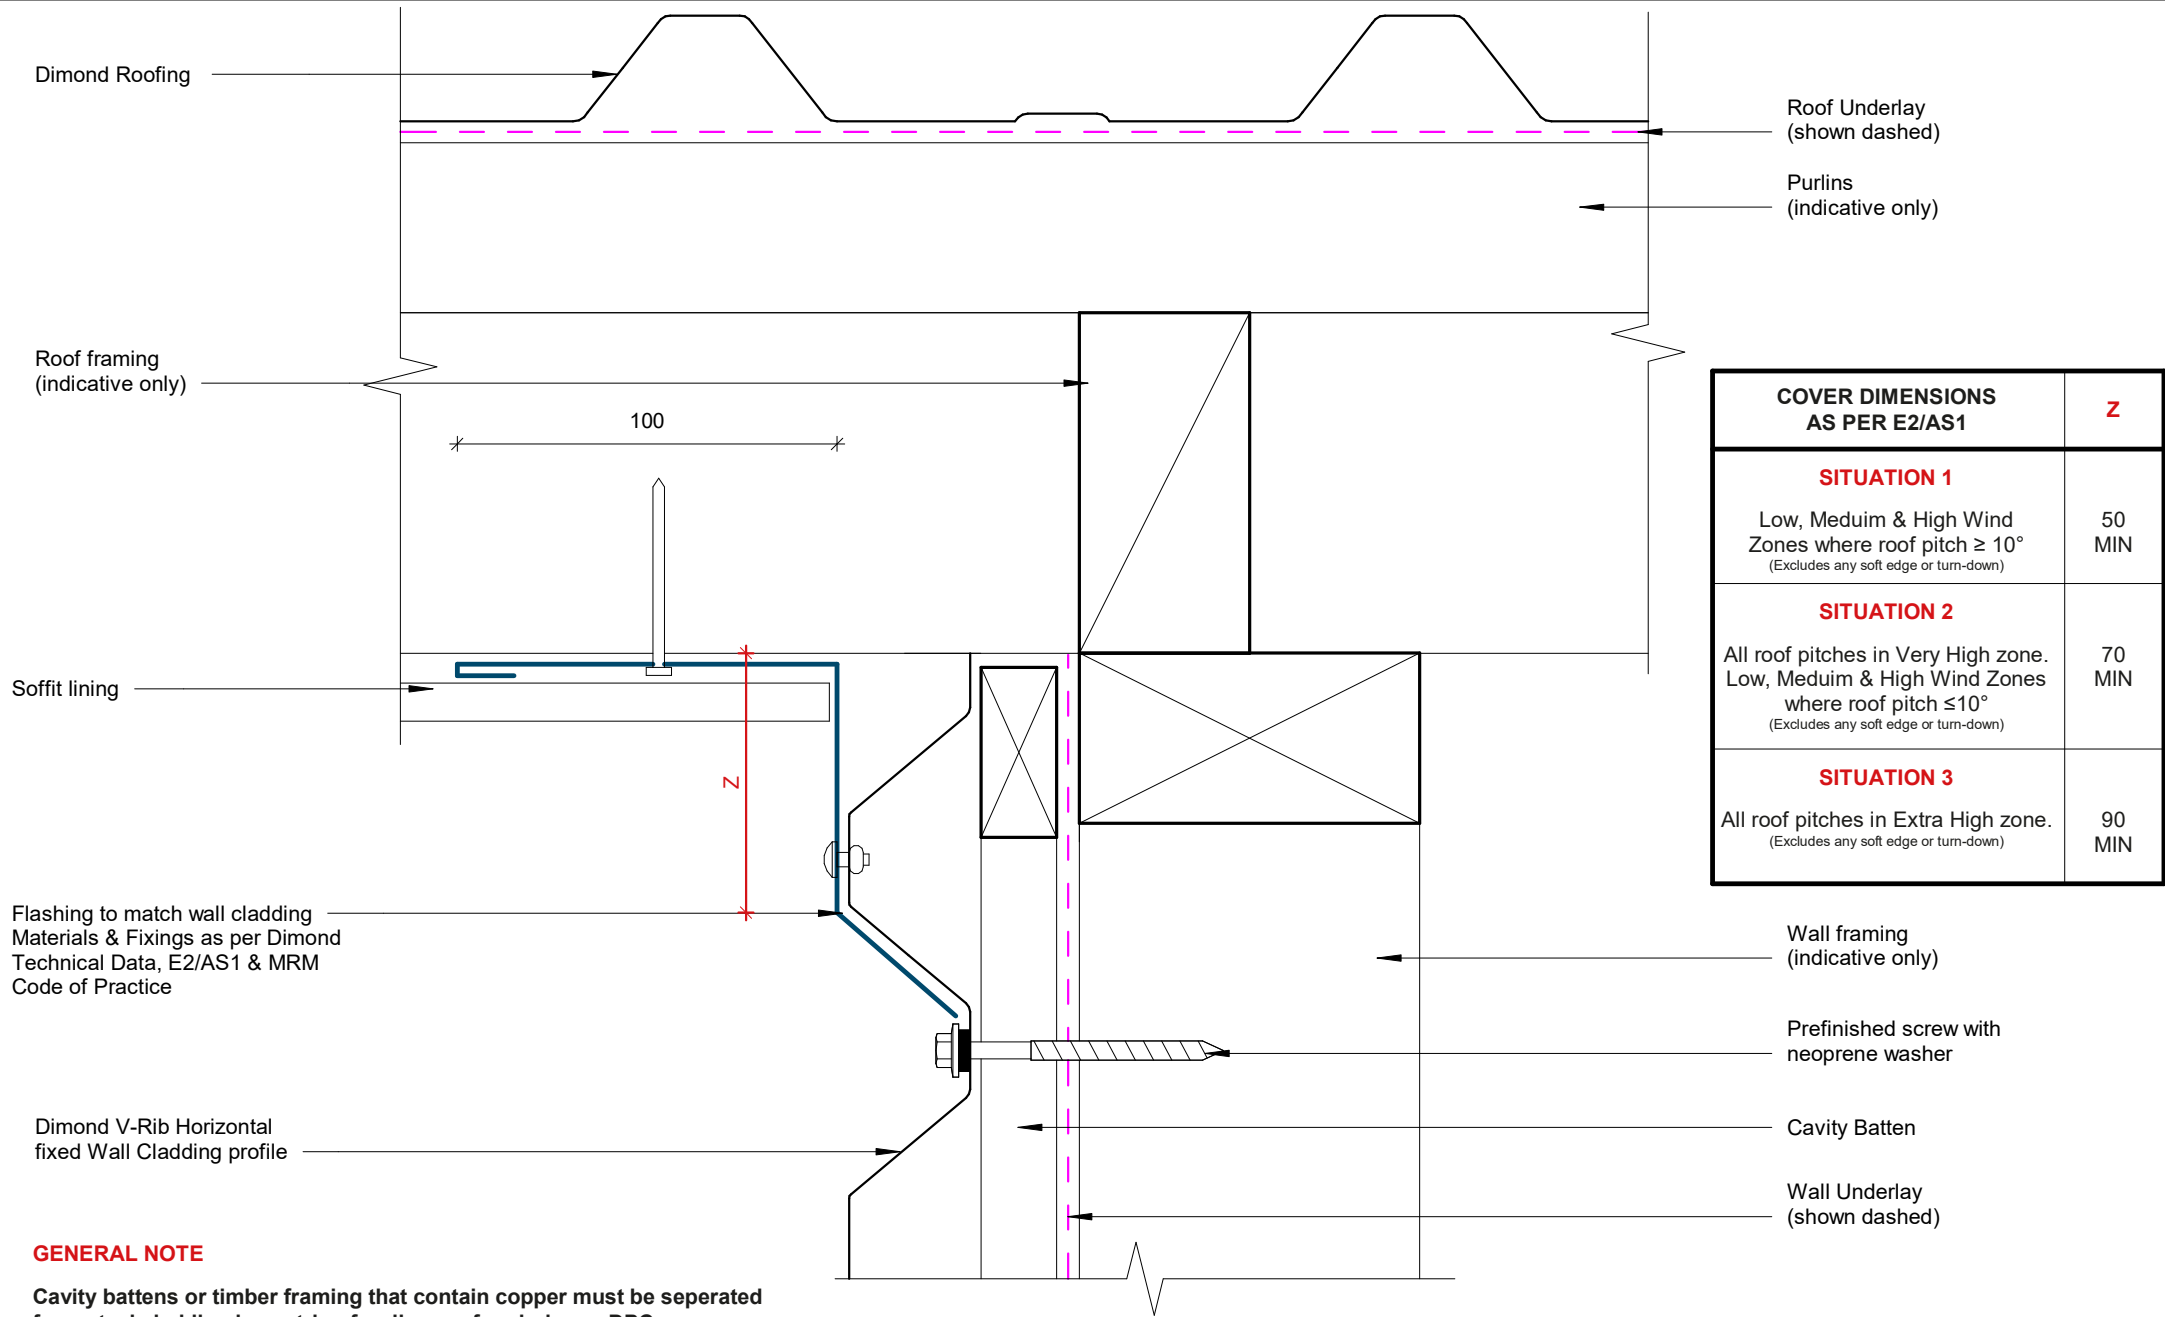 Dimond Roofing
Roof Underlay
(shown dashed)
Purlins
(indicative only)
Roof framing
(indicative only)
100
COVER DIMENSIONS
AS PER E2/AS1
Z
SITUATION 1
Low, Meduim & High Wind
Zones where roof pitch ≥ 10°
(Excludes any soft edge or turn-down)
50
MIN
SITUATION 2
All roof pitches in Very High zone.
Low, Meduim & High Wind Zones
where roof pitch ≤10°
(Excludes any soft edge or turn-down)
70
MIN
SITUATION 3
All roof pitches in Extra High zone.
(Excludes any soft edge or turn-down)
90
MIN
Soffit lining
Z
Flashing to match wall cladding
Materials & Fixings as per Dimond
Technical Data, E2/AS1 & MRM
Code of Practice
Wall framing
(indicative only)
Prefinished screw with
neoprene washer
Dimond V-Rib Horizontal
fixed Wall Cladding profile
Cavity Batten
Wall Underlay
(shown dashed)
GENERAL NOTE
Cavity battens or timber framing that contain copper must be seperated